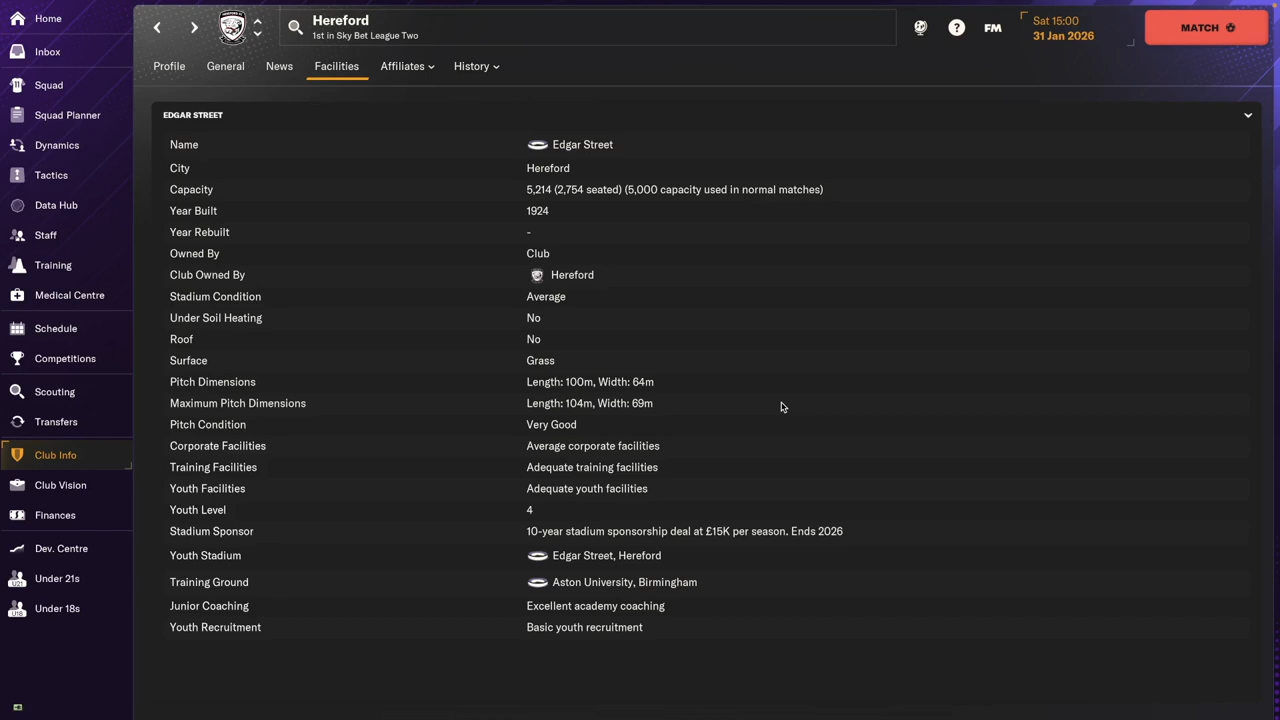 Home
Inbox
Squad
Squad Planner
Dynamics
Tactics
Data Hub
Staff
Training
Medical Centre
Schedule
Competitions
Scouting
Transfers
Club Info
Club Vision
Finances
Dev. Centre
Under 21s
Under 18s
Hereford
1st in Sky Bet League Two
FM
Sat 15:00
31 Jan 2026
MATCH
Profile General News Facilities Affiliates History
EDGAR STREET
Name Edgar Street
City Hereford
Capacity 5,214 (2,754 seated) (5,000 capacity used in normal matches)
Year Built 1924
Year Rebuilt -
Owned By Club
Club Owned By Hereford
Stadium Condition Average
Under Soil Heating No
Roof No
Surface Grass
Pitch Dimensions Length: 100m, Width: 64m
Maximum Pitch Dimensions Length: 104m, Width: 69m
Pitch Condition Very Good
Corporate Facilities Average corporate facilities
Training Facilities Adequate training facilities
Youth Facilities Adequate youth facilities
Youth Level 4
Stadium Sponsor 10-year stadium sponsorship deal at £15K per season. Ends 2026
Youth Stadium Edgar Street, Hereford
Training Ground Aston University, Birmingham
Junior Coaching Excellent academy coaching
Youth Recruitment Basic youth recruitment